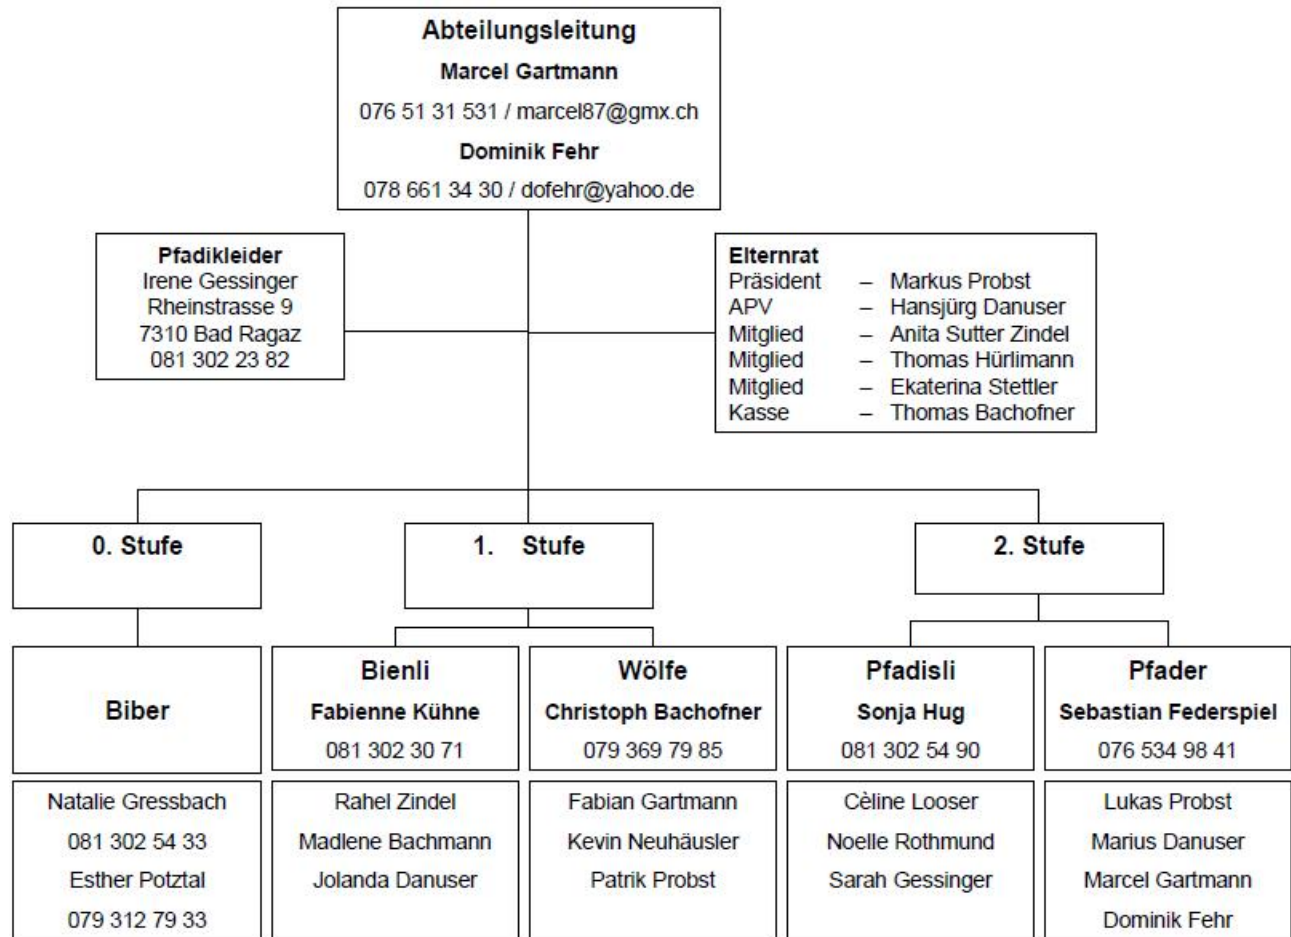 Abteilungsleitung
Marcel Gartmann
076 51 31 531 / marcel87@gmx.ch
Dominik Fehr
078 661 34 30 / dofehr@yahoo.de
Pfadikleider
Irene Gessinger
Rheinstrasse 9
7310 Bad Ragaz
081 302 23 82
Elternrat
Präsident – Markus Probst
APV – Hansjürg Danuser
Mitglied – Anita Sutter Zindel
Mitglied – Thomas Hürlimann
Mitglied – Ekaterina Stettler
Kasse – Thomas Bachofner
0. Stufe
1. Stufe
2. Stufe
Biber
Natalie Gressbach
081 302 54 33
Esther Potztal
079 312 79 33
Bienli
Fabienne Kühne
081 302 30 71
Rahel Zindel
Madlene Bachmann
Jolanda Danuser
Wölfe
Christoph Bachofner
079 369 79 85
Fabian Gartmann
Kevin Neuhäusler
Patrik Probst
Pfadisli
Sonja Hug
081 302 54 90
Cèline Looser
Noelle Rothmund
Sarah Gessinger
Pfader
Sebastian Federspiel
076 534 98 41
Lukas Probst
Marius Danuser
Marcel Gartmann
Dominik Fehr